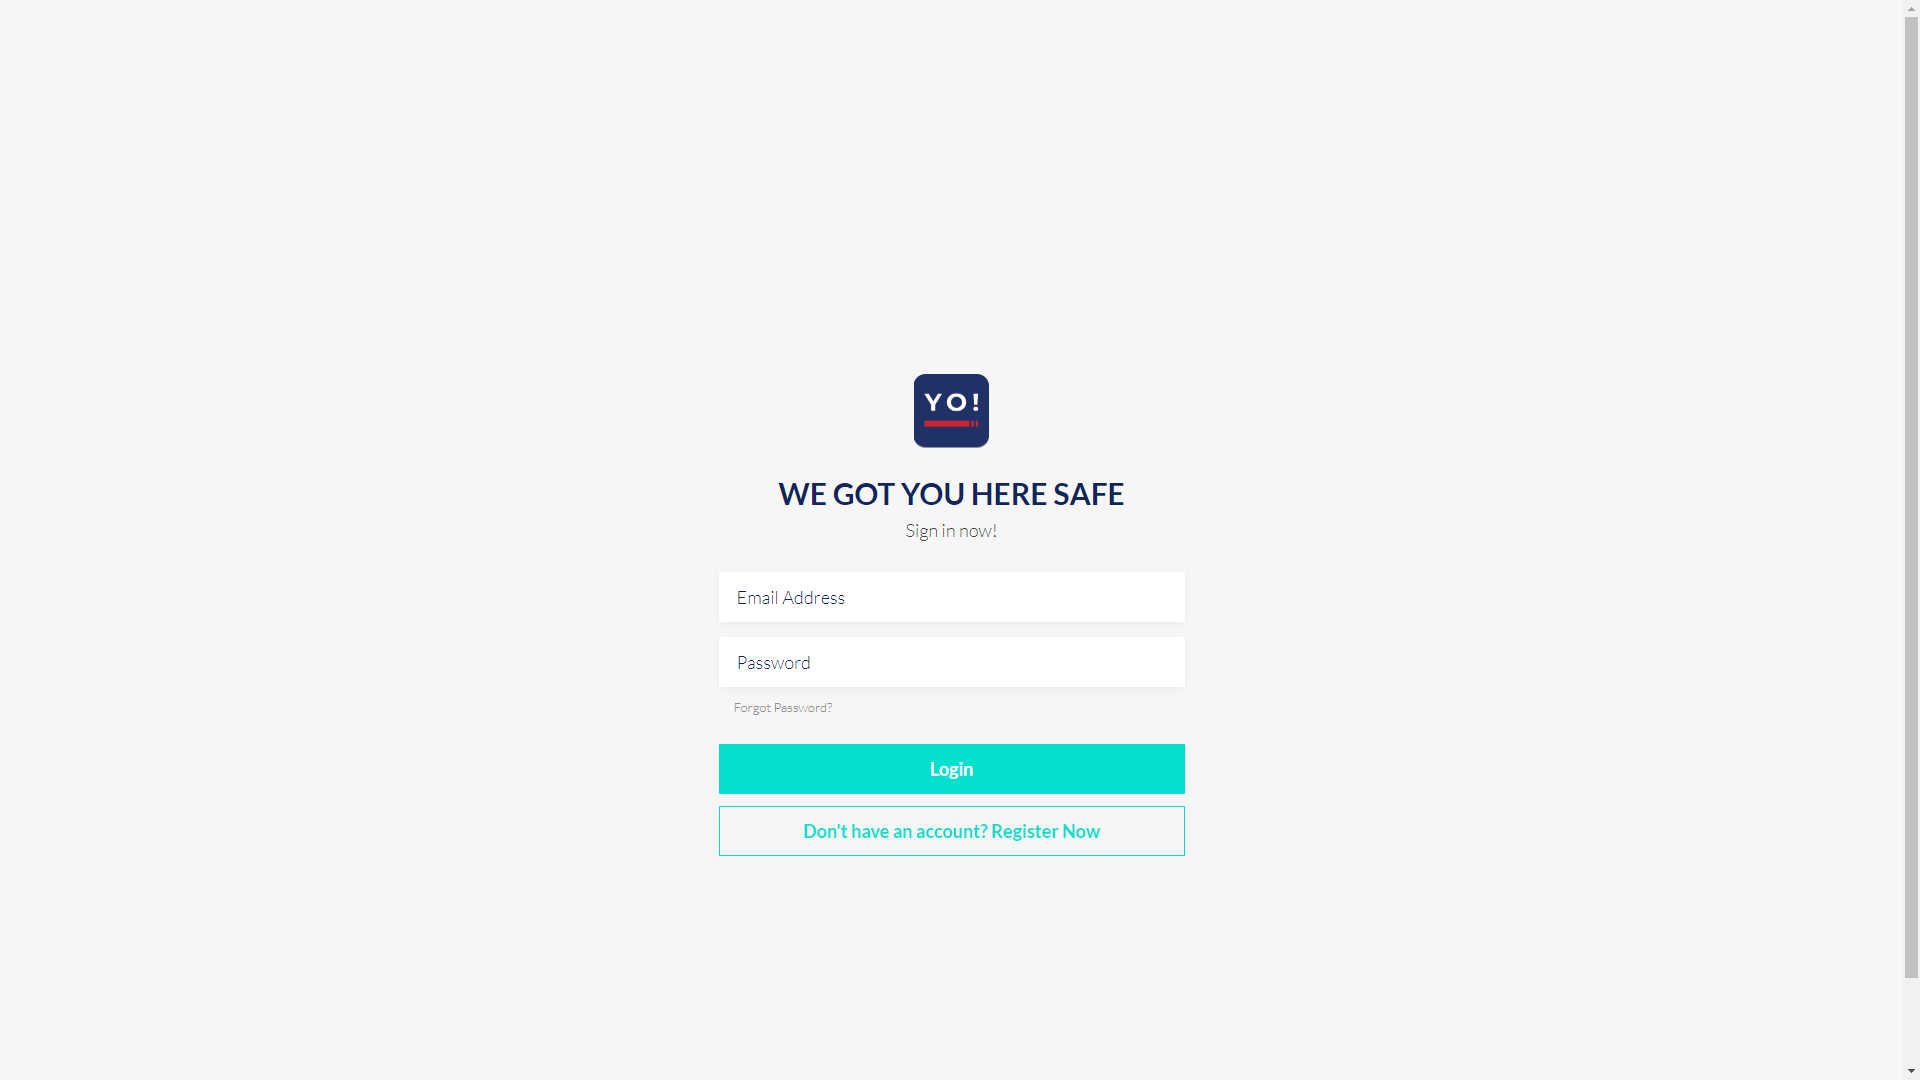 YO!
WE GOT YOU HERE SAFE
Sign in now!
Email Address
Password
Forgot Password?
Login
Don't have an account? Register Now